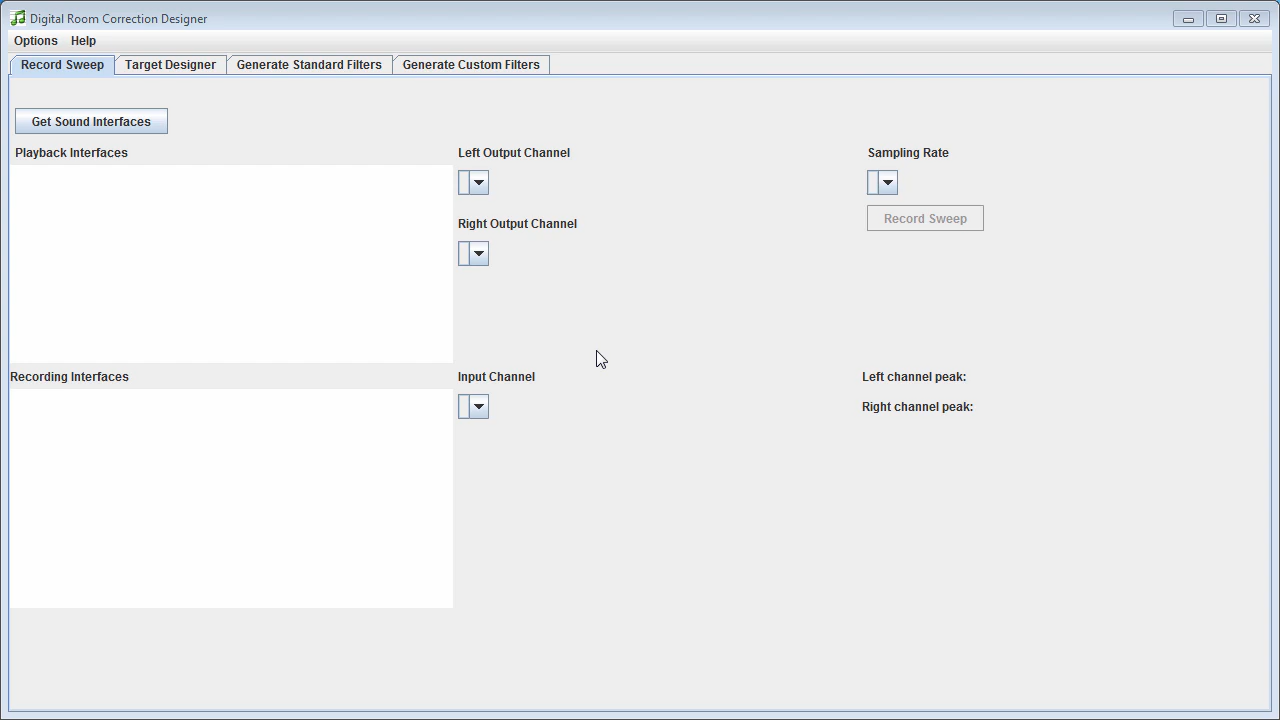 Digital Room Correction Designer
Options Help
Record Sweep Target Designer Generate Standard Filters Generate Custom Filters
Get Sound Interfaces
Playback Interfaces Left Output Channel Sampling Rate
Record Sweep
Right Output Channel
Recording Interfaces Input Channel Left channel peak:
Right channel peak: